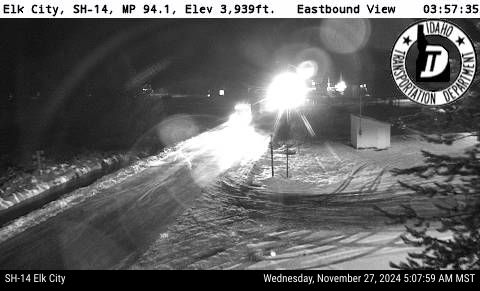 Elk City, SH-14, MP 94.1, Elev 3,939ft. Eastbound View 03:57:35
IDAHO
TRANSPORTATION DEPARTMENT
SH-14 Elk City Wednesday, November 27, 2024 5:07:59 AM MST